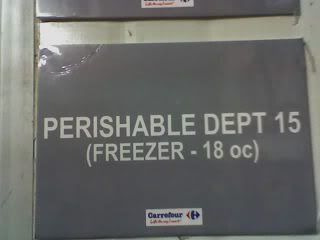 PERISHABLE DEPT 15
(FREEZER - 18 oc)
Carrefour